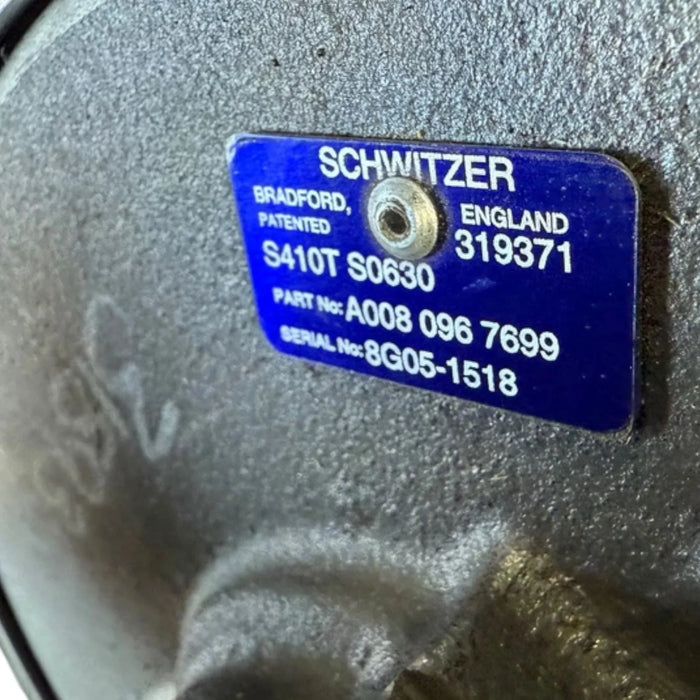 SCHWITZER
BRADFORD, ENGLAND
PATENTED 319371
S410T S0630
PART No: A008 096 7699
SERIAL No: 8G05-1518